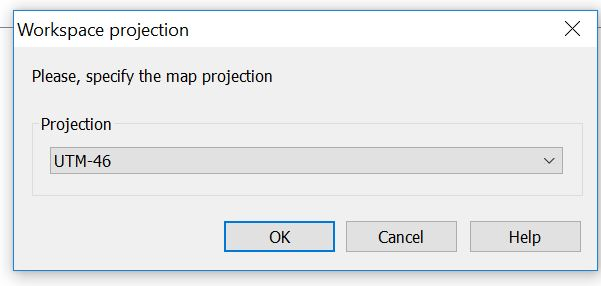 Workspace projection
Please, specify the map projection
Projection
UTM-46
OK Cancel Help